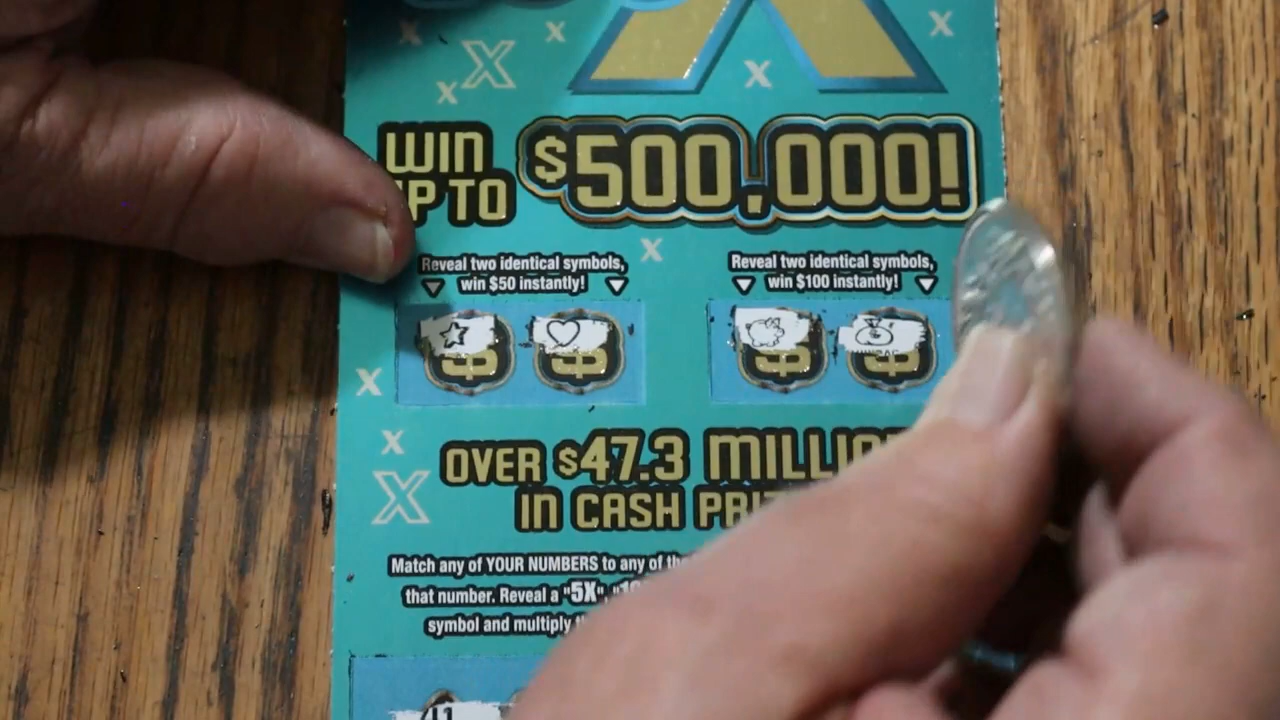 X
WIN
UP TO
$500,000!
Reveal two identical symbols,
win $50 instantly!
Reveal two identical symbols,
win $100 instantly!
OVER $47.3
IN CASH
Match any of YOUR NUMBERS to any of the
that number. Reveal a "5X",
symbol and multiply